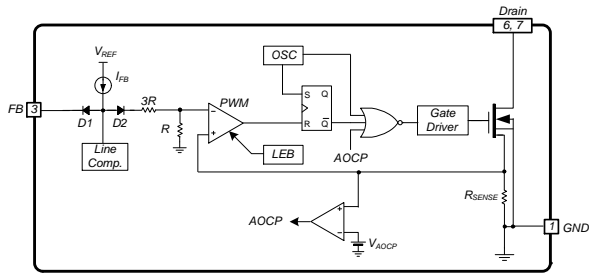 Drain
6, 7
VREF
OSC
IFB
3R
PWM
S Q
FB 3
D1 D2
R
R Q
Gate
Driver
Line
Comp.
LEB
AOCP
RSENSE
AOCP
VAOCP
1 GND